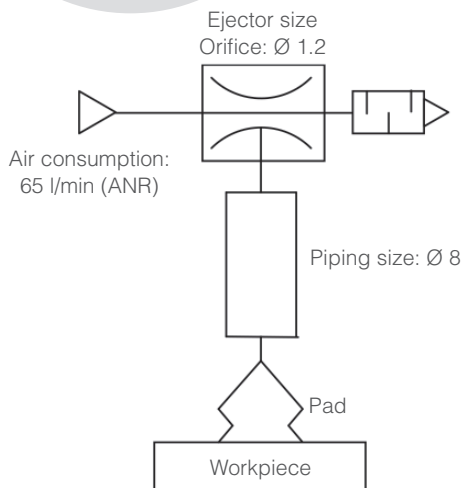 Ejector size
Orifice: Ø 1.2
Air consumption:
65 l/min (ANR)
Piping size: Ø 8
Pad
Workpiece